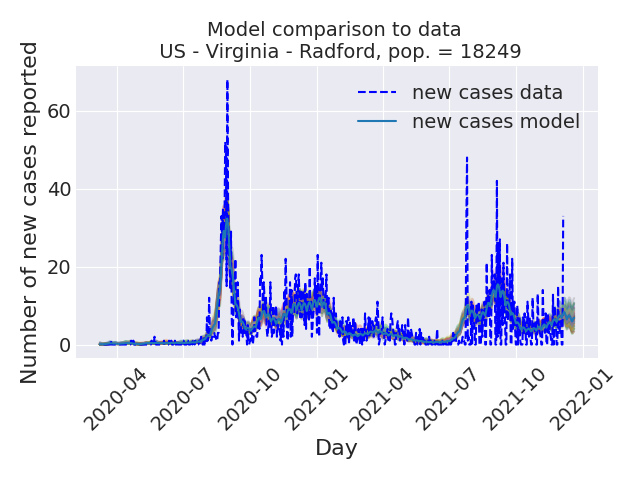 Model comparison to data
US - Virginia - Radford, pop. = 18249
Number of new cases reported
60
40
20
0
new cases data
new cases model
2020-04
2020-07
2020-10
2021-01
2021-04
2021-07
2021-10
2022-01
Day